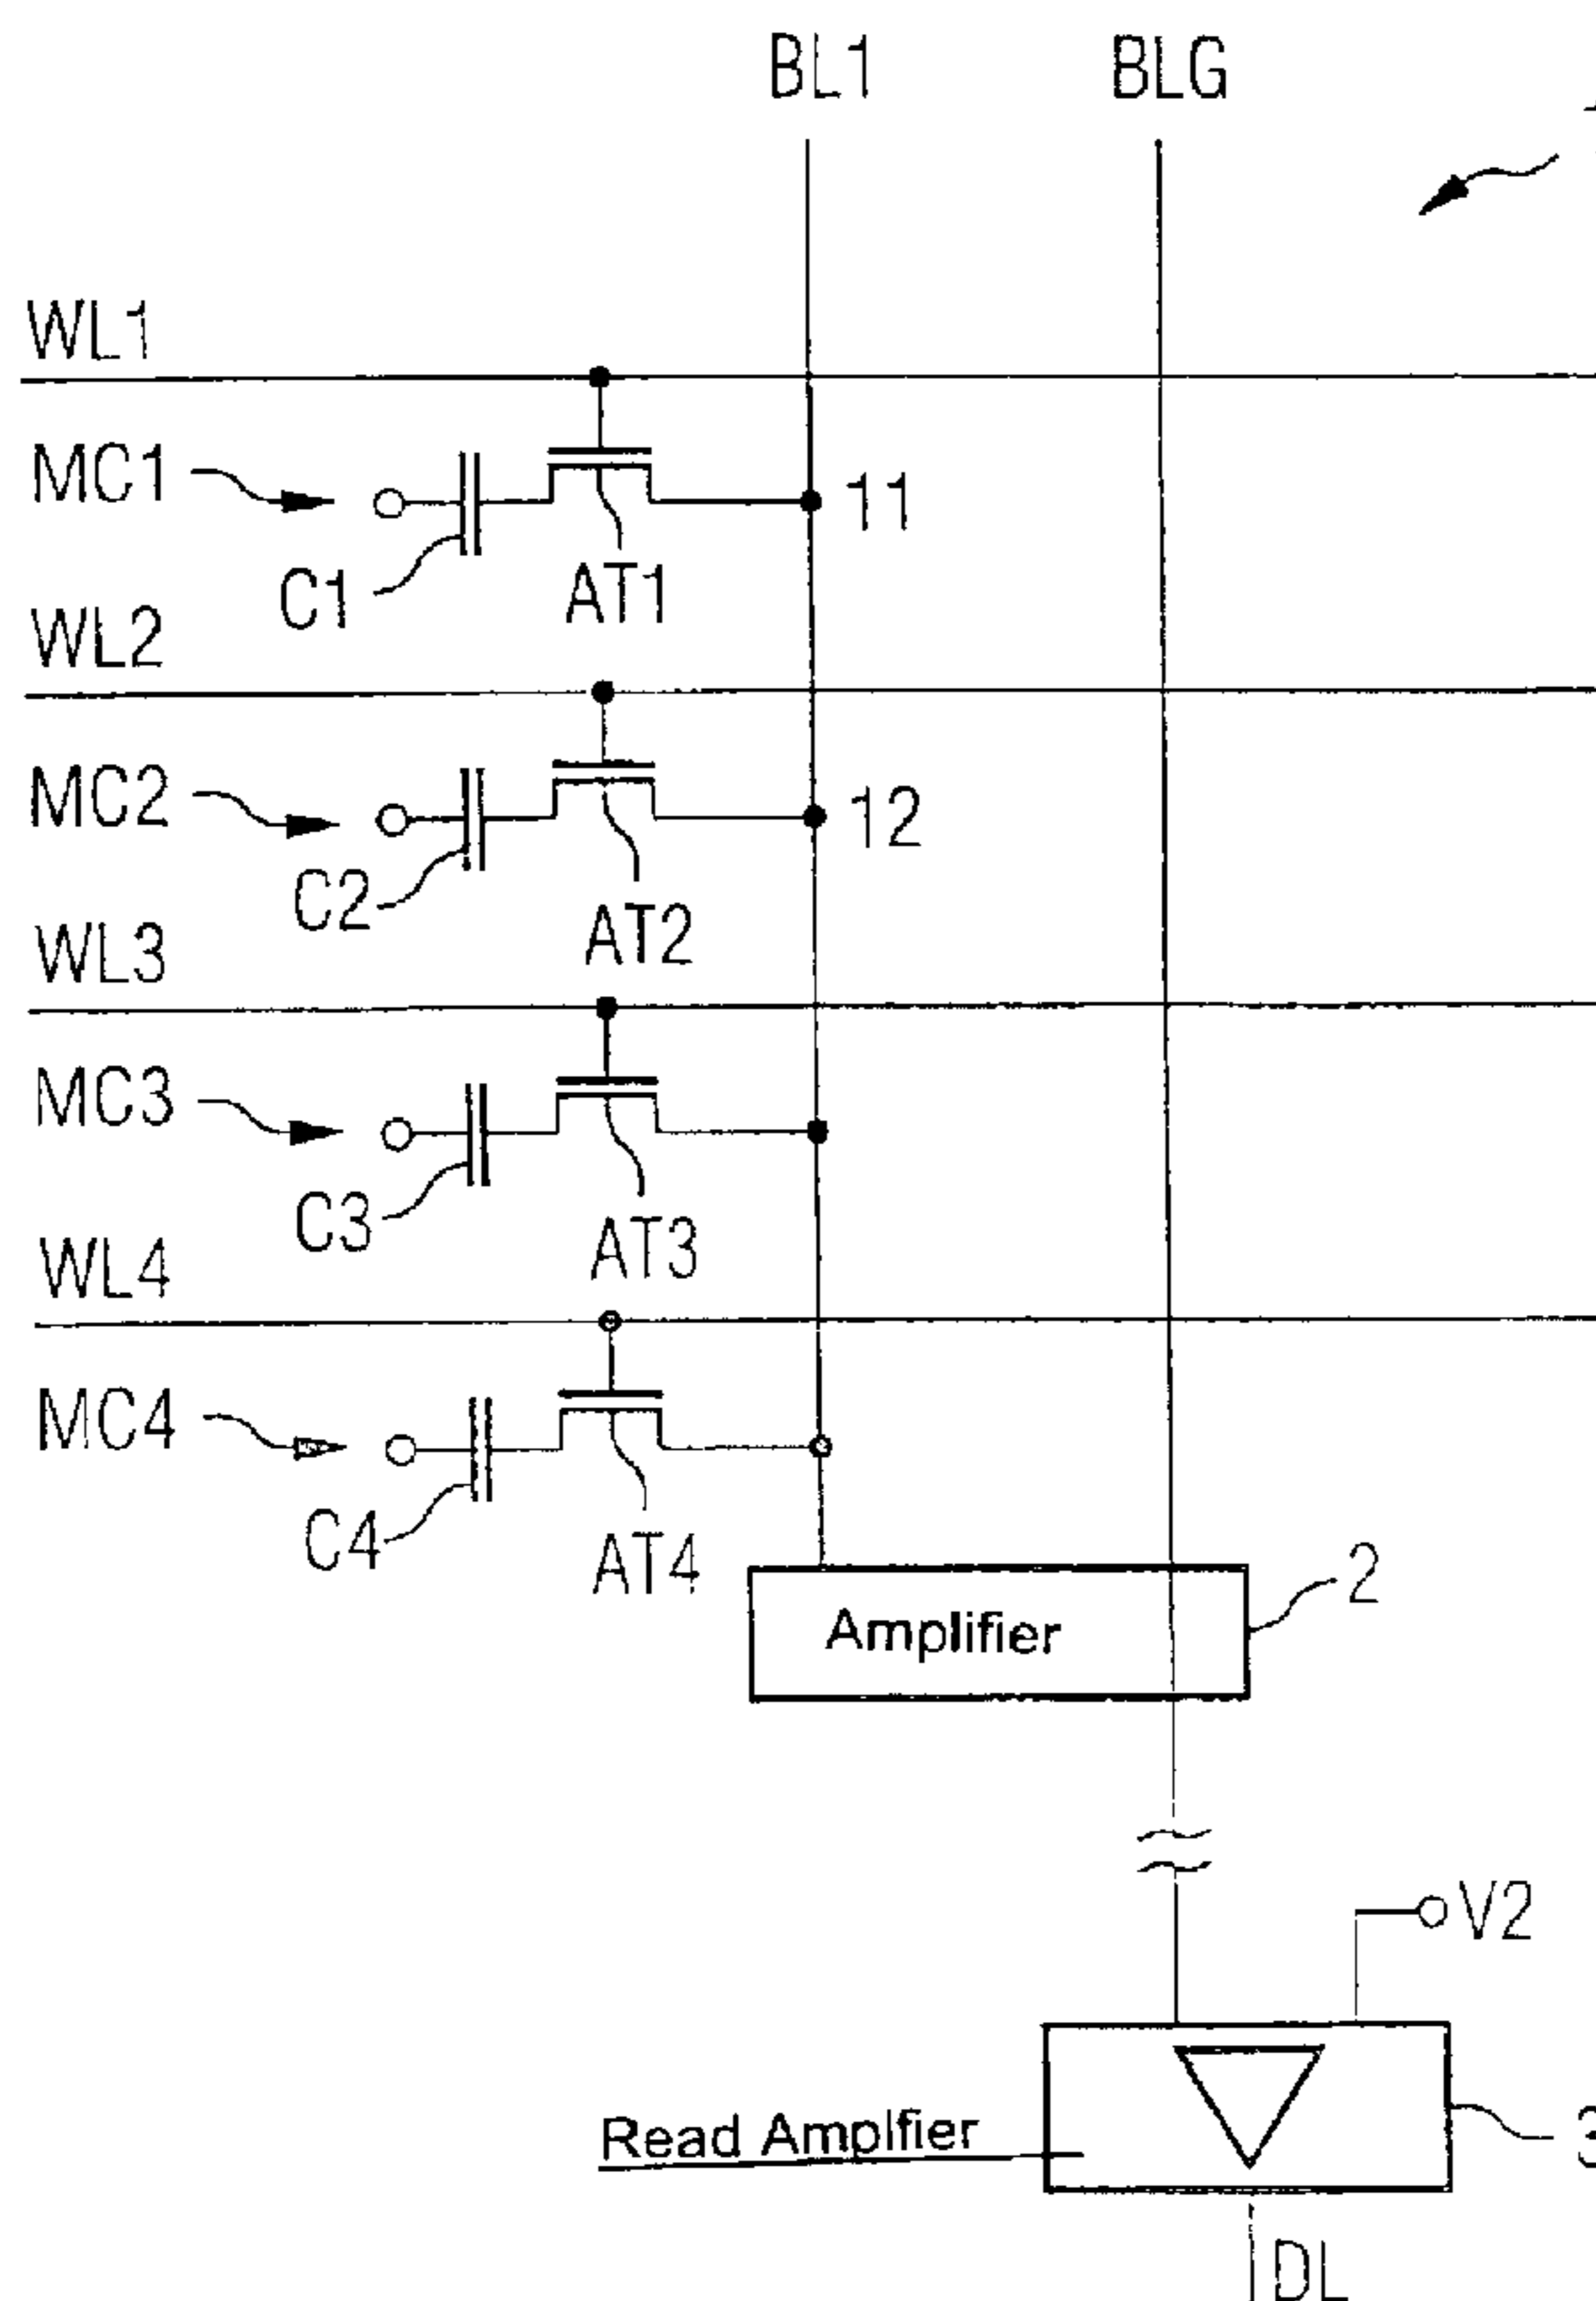 BL1 BLG
WL1
MC1
11
C1
AT1
WL2
MC2
12
C2
AT2
WL3
MC3
C3
AT3
WL4
MC4
C4
AT4
Amplifier
2
V2
Read Amplfier
3
DL